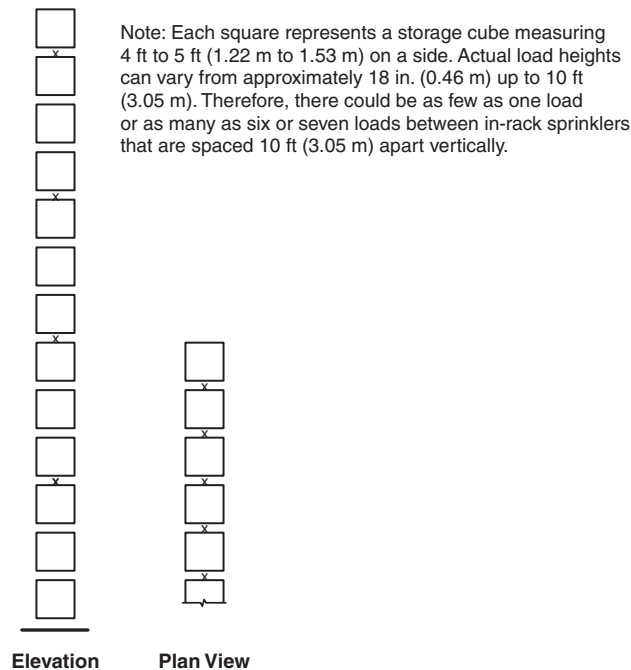 Note: Each square represents a storage cube measuring
4 ft to 5 ft (1.22 m to 1.53 m) on a side. Actual load heights
can vary from approximately 18 in. (0.46 m) up to 10 ft
(3.05 m). Therefore, there could be as few as one load
or as many as six or seven loads between in-rack sprinklers
that are spaced 10 ft (3.05 m) apart vertically.
x
x
x
x
x
x
x
x
x
Elevation Plan View